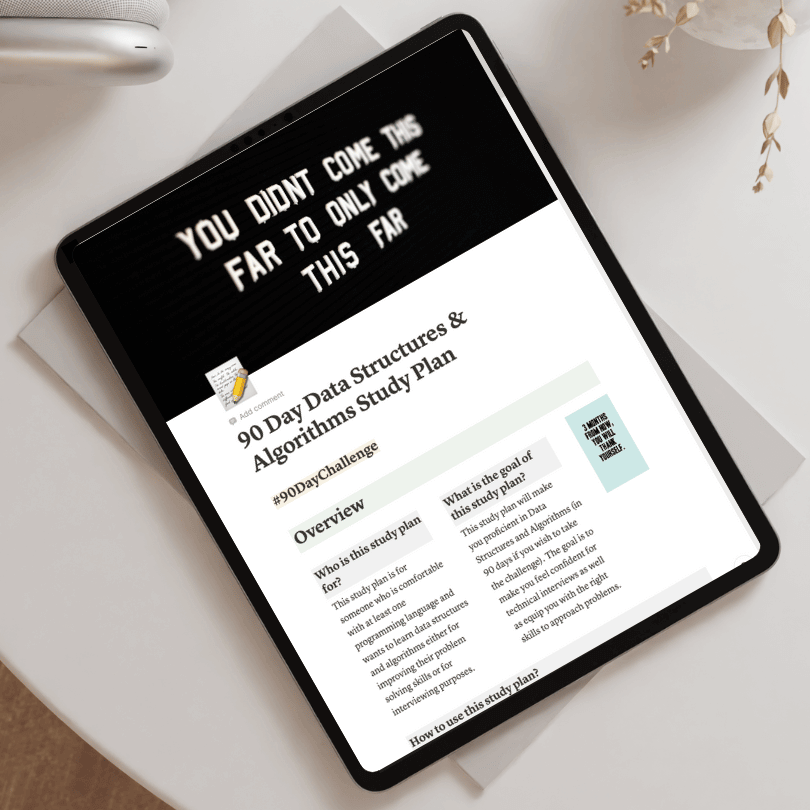 YOU DIDNT COME THIS
FAR TO ONLY COME
THIS FAR
Add comment
90 Day Data Structures &
Algorithms Study Plan
#90DayChallenge
Overview
Who is this study plan
for?
This study plan is for
someone who is comfortable
with at least one
programming language and
wants to learn data structures
and algorithms either for
improving their problem
solving skills or for
interviewing purposes.
What is the goal of
this study plan?
This study plan will make
you proficient in Data
Structures and Algorithms (in
90 days if you wish to take
the challenge). The goal is to
make you feel confident for
technical interviews as well
as equip you with the right
skills to approach problems.
3 MONTHS
FROM NOW,
YOU WILL
THANK
YOURSELF.
How to use this study plan?